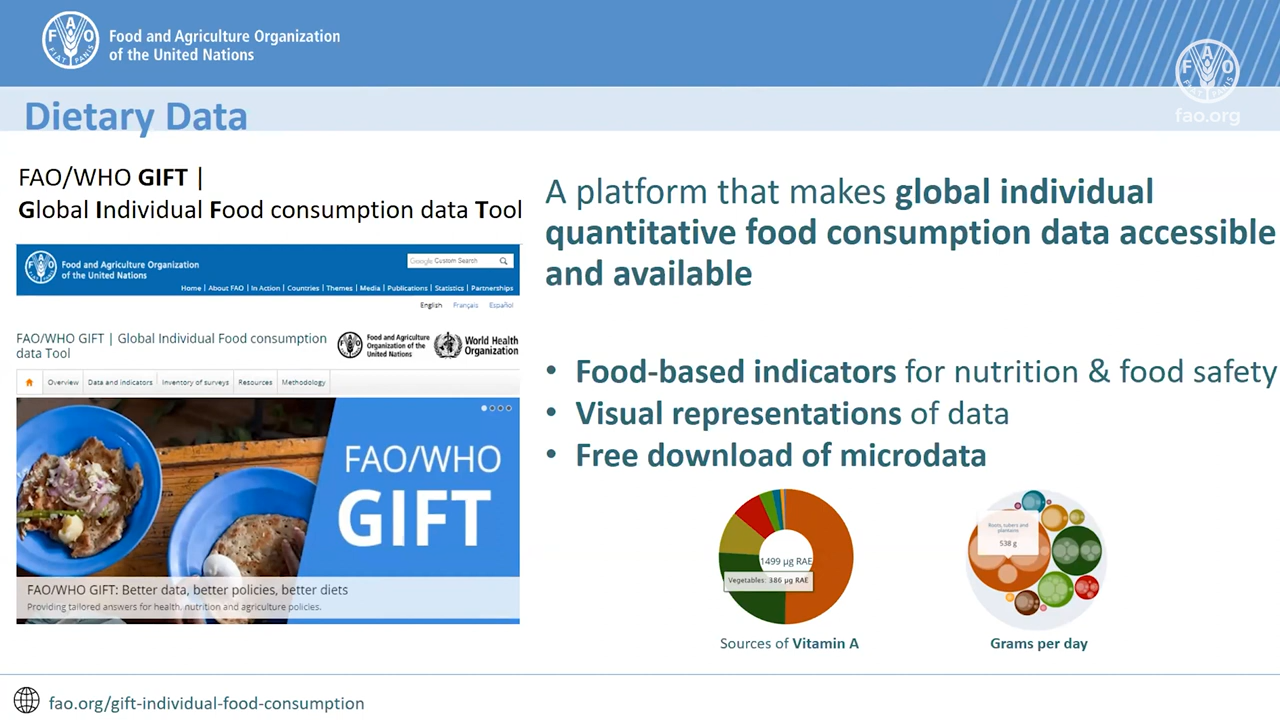 Food and Agriculture Organization
of the United Nations
F A O
FIAT PANIS
fao.org
Dietary Data
FAO/WHO GIFT |
Global Individual Food consumption data Tool
Food and Agriculture Organization
of the United Nations
Google Custom Search
Home | About FAO | In Action | Countries | Themes | Media | Publications | Statistics | Partnerships
English Français Español
FAO/WHO GIFT | Global Individual Food consumption
data Tool
Food and Agriculture
Organization of the
United Nations
World Health
Organization
Overview Data and indicators Inventory of surveys Resources Methodology
FAO/WHO
GIFT
FAO/WHO GIFT: Better data, better policies, better diets
Providing tailored answers for health, nutrition and agriculture policies.
A platform that makes global individual
quantitative food consumption data accessible
and available
• Food-based indicators for nutrition & food safety
• Visual representations of data
• Free download of microdata
1499 µg RAE
Vegetables: 386 µg RAE
Sources of Vitamin A
Roots, tubers and
plantains
538 g
Grams per day
fao.org/gift-individual-food-consumption